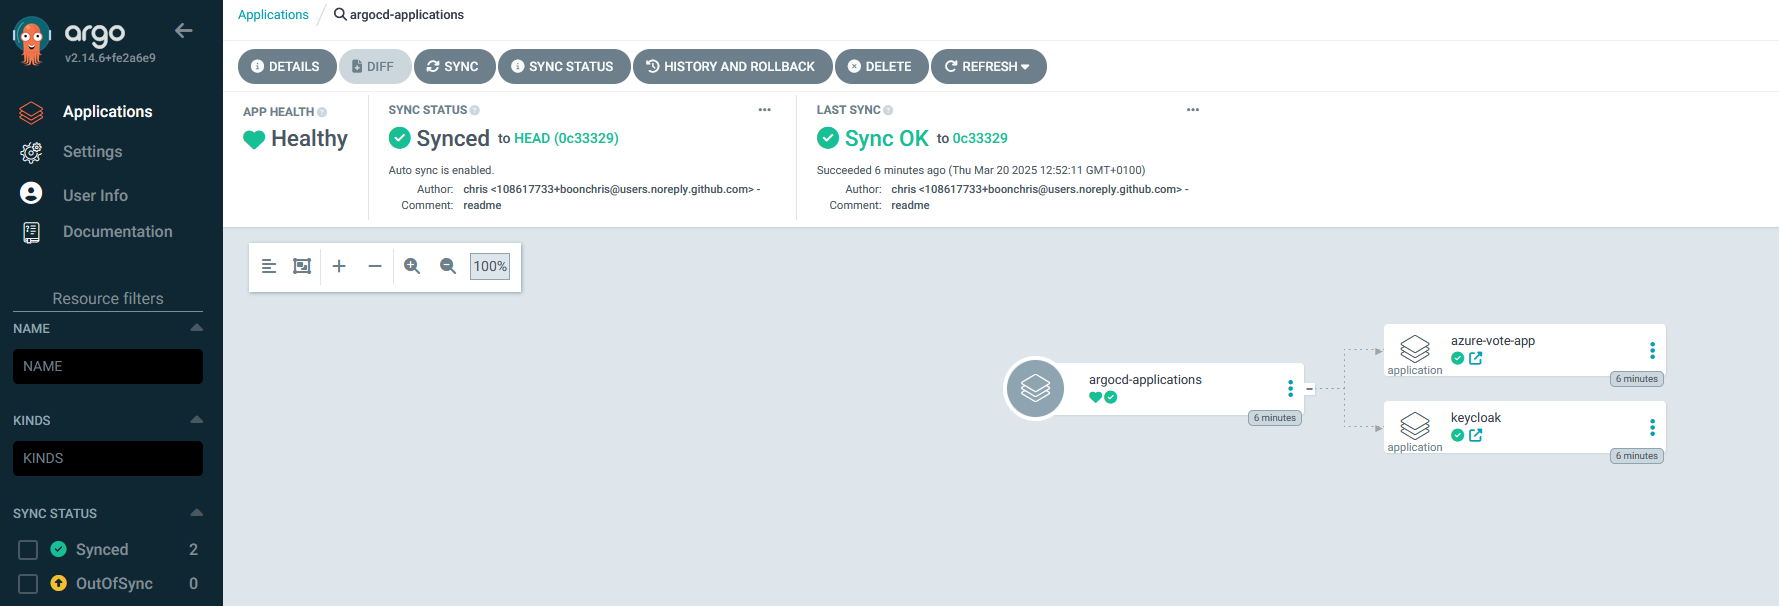 argo
v2.14.6+fe2a6e9
Applications
Settings
User Info
Documentation
Resource filters
NAME
NAME
KINDS
KINDS
SYNC STATUS
Synced 2
OutOfSync 0
Applications / argocd-applications
DETAILS DIFF SYNC SYNC STATUS HISTORY AND ROLLBACK DELETE REFRESH
APP HEALTH
Healthy
SYNC STATUS
Synced to HEAD (0c33329)
Auto sync is enabled.
Author: chris <108617733+boonchris@users.noreply.github.com> -
Comment: readme
LAST SYNC
Sync OK to 0c33329
Succeeded 6 minutes ago (Thu Mar 20 2025 12:52:11 GMT+0100)
Author: chris <108617733+boonchris@users.noreply.github.com> -
Comment: readme
100%
argocd-applications
6 minutes
azure-vote-app
application
6 minutes
keycloak
application
6 minutes